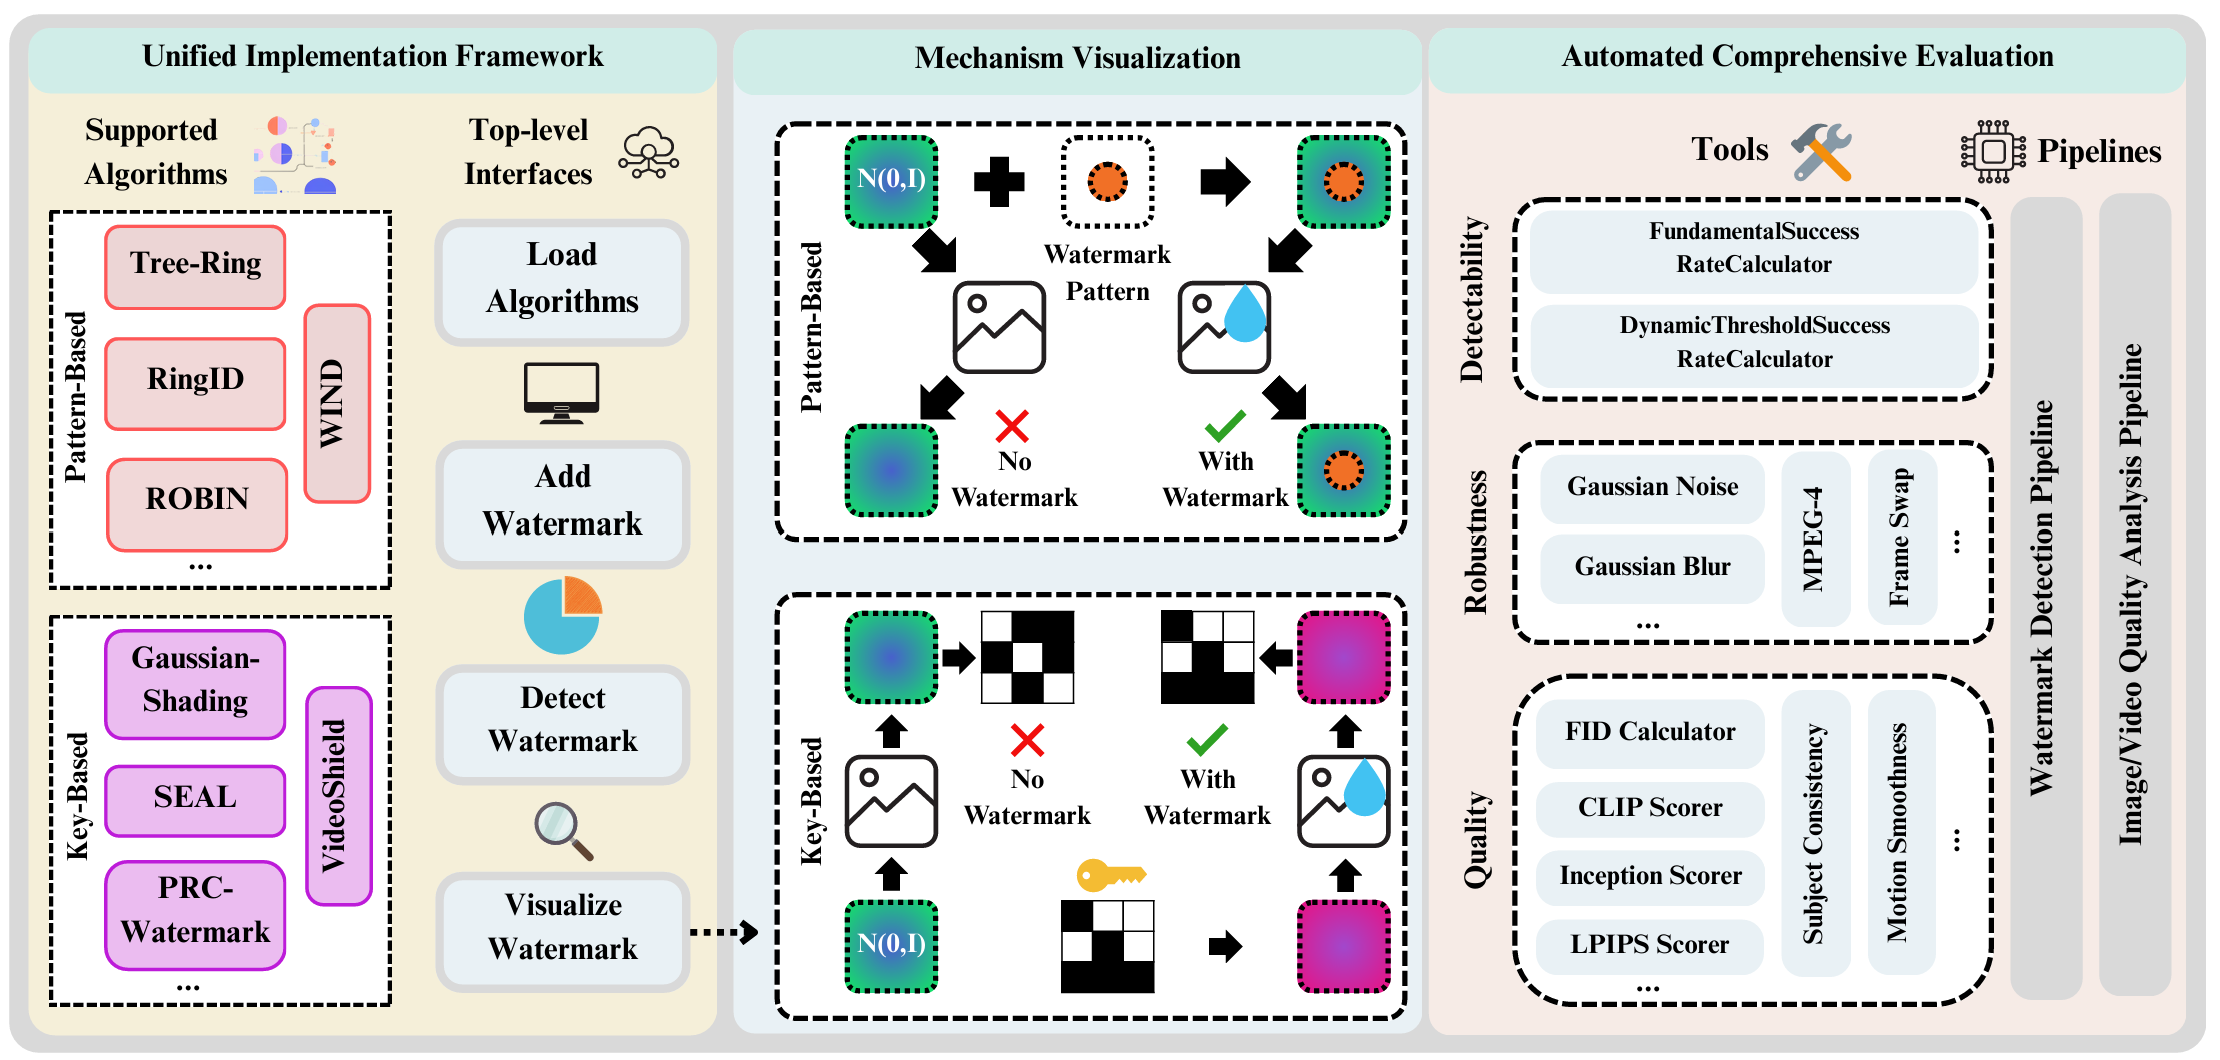 Unified Implementation Framework
Supported
Algorithms
Top-level
Interfaces
Pattern-Based
Tree-Ring
RingID
ROBIN
WIND
...
Key-Based
Gaussian-
Shading
SEAL
PRC-
Watermark
VideoShield
...
Load
Algorithms
Add
Watermark
Detect
Watermark
Visualize
Watermark
Mechanism Visualization
Pattern-Based
N(0,I)
Watermark
Pattern
No
Watermark
With
Watermark
Key-Based
No
Watermark
With
Watermark
N(0,I)
Automated Comprehensive Evaluation
Tools
Pipelines
Detectability
FundamentalSuccess
RateCalculator
DynamicThresholdSuccess
RateCalculator
Robustness
Gaussian Noise
Gaussian Blur
...
MPEG-4
Frame Swap
...
Quality
FID Calculator
CLIP Scorer
Inception Scorer
LPIPS Scorer
...
Subject Consistency
Motion Smoothness
...
Watermark Detection Pipeline
Image/Video Quality Analysis Pipeline